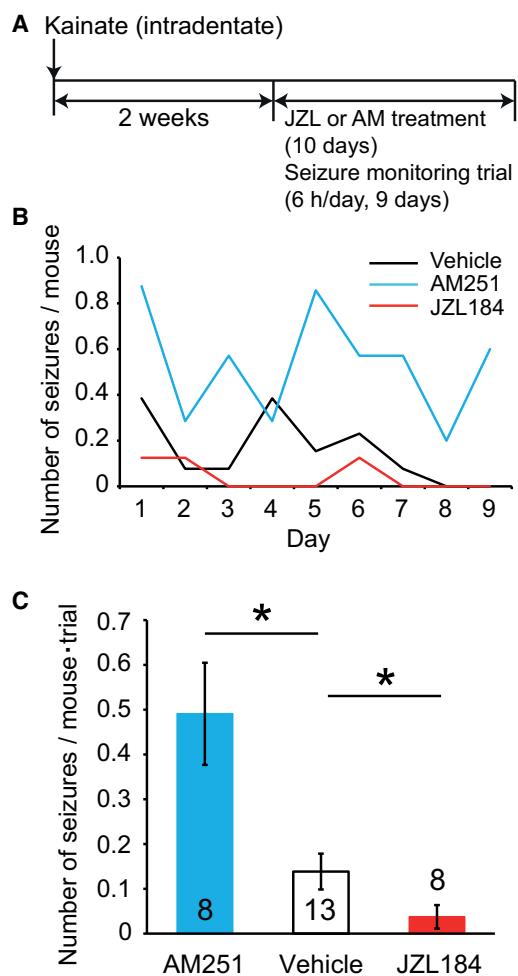 A
Kainate (intradentate)
2 weeks
JZL or AM treatment
(10 days)
Seizure monitoring trial
(6 h/day, 9 days)
B
Number of seizures / mouse
1.0
0.8
0.6
0.4
0.2
0
Vehicle
AM251
JZL184
1 2 3 4 5 6 7 8 9
Day
C
Number of seizures / mouse·trial
0.7
0.6
0.5
0.4
0.3
0.2
0.1
0
*
*
8
13
8
AM251 Vehicle JZL184